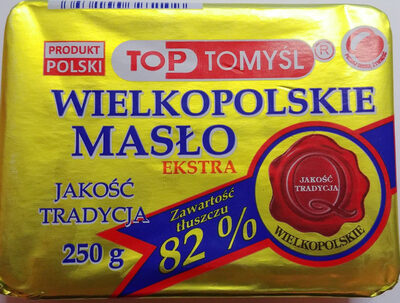 PRODUKT
POLSKI
TOP TOMYŚL ®
WIELKOPOLSKIE
MASŁO
EKSTRA
JAKOŚĆ
TRADYCJA
250 g
Zawartość
tłuszczu
82 %
JAKOŚĆ
TRADYCJA
WIELKOPOLSKIE